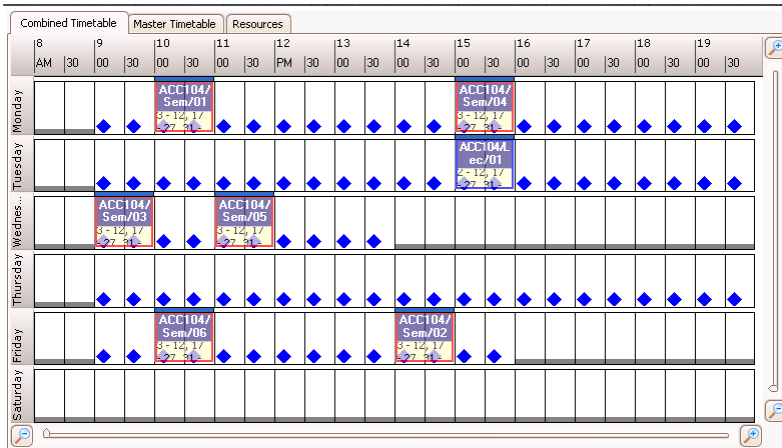 Combined Timetable Master Timetable Resources
8 9 10 11 12 13 14 15 16 17 18 19
AM 30 00 30 00 30 00 30 PM 30 00 30 00 30 00 30 00 30 00 30 00 30 00 30
Monday
ACC104/
Sem/01
3 - 12, 17
- 27, 31 -
ACC104/
Sem/04
3 - 12, 17
- 27, 31 -
Tuesday
ACC104/L
ec/01
2 - 12, 17
- 27, 31 -
Wednes...
ACC104/
Sem/03
3 - 12, 17
- 27, 31 -
ACC104/
Sem/05
3 - 12, 17
- 27, 31 -
Thursday
Friday
ACC104/
Sem/06
3 - 12, 17
- 27, 31 -
ACC104/
Sem/02
3 - 12, 17
- 27, 31 -
Saturday